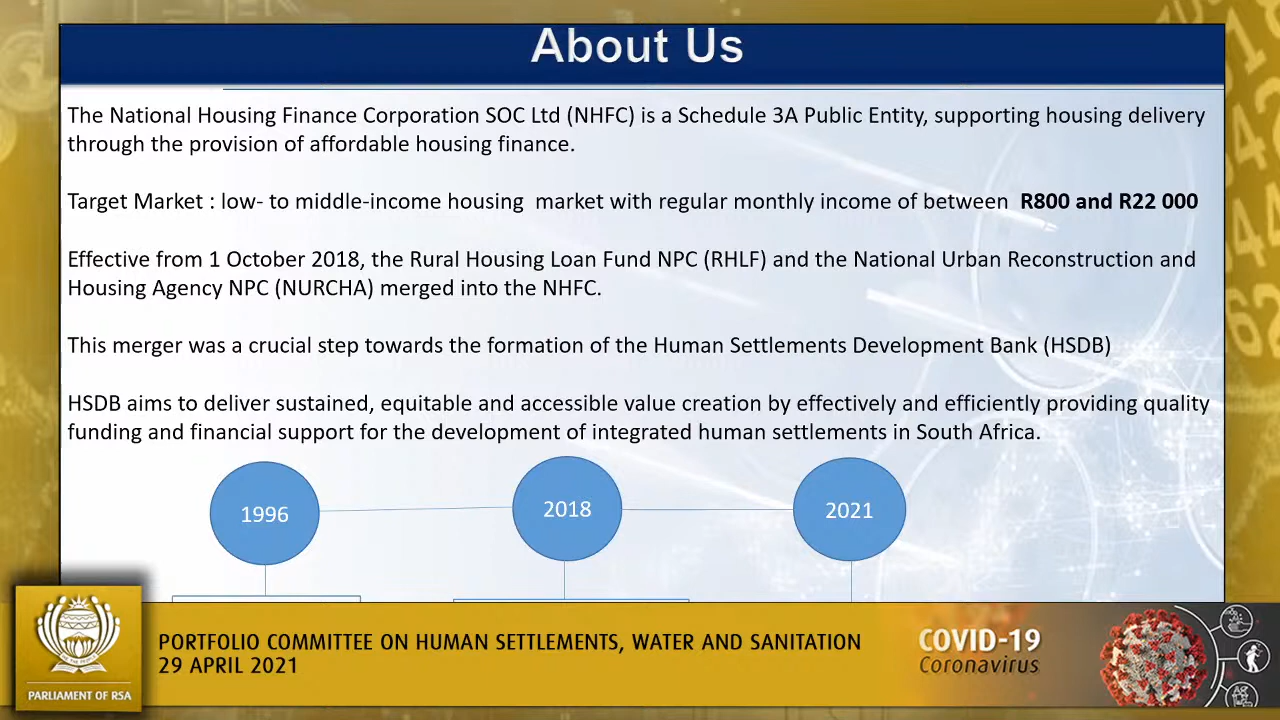 About Us
The National Housing Finance Corporation SOC Ltd (NHFC) is a Schedule 3A Public Entity, supporting housing delivery
through the provision of affordable housing finance.
Target Market : low- to middle-income housing  market with regular monthly income of between  R800 and R22 000
Effective from 1 October 2018, the Rural Housing Loan Fund NPC (RHLF) and the National Urban Reconstruction and
Housing Agency NPC (NURCHA) merged into the NHFC.
This merger was a crucial step towards the formation of the Human Settlements Development Bank (HSDB)
HSDB aims to deliver sustained, equitable and accessible value creation by effectively and efficiently providing quality
funding and financial support for the development of integrated human settlements in South Africa.
1996
2018
2021
PORTFOLIO COMMITTEE ON HUMAN SETTLEMENTS, WATER AND SANITATION
29 APRIL 2021
COVID-19
Coronavirus
PARLIAMENT OF RSA